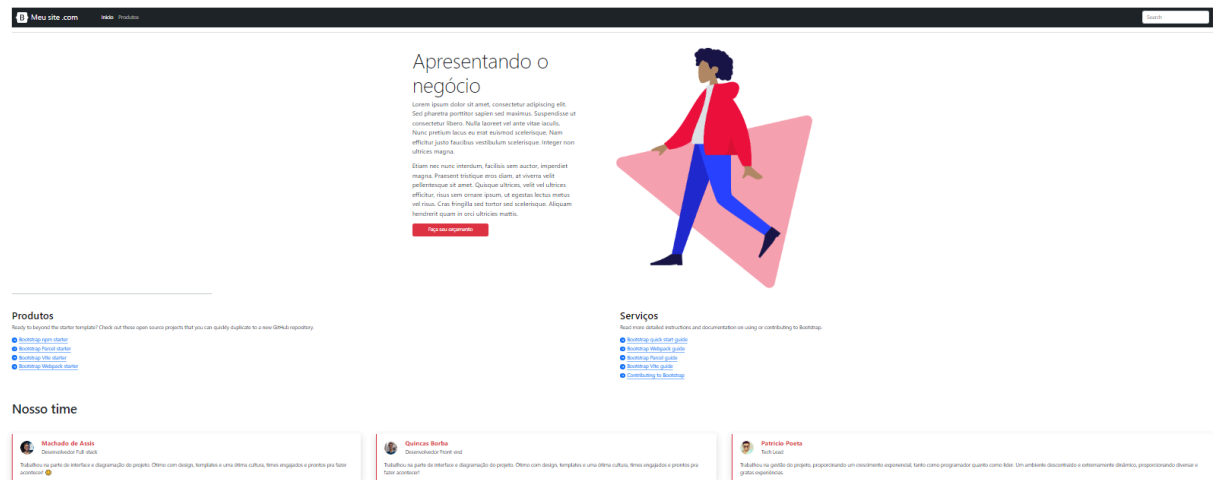 B Meu site .com Início Produtos Search
Apresentando o
negócio
Lorem ipsum dolor sit amet, consectetur adipiscing elit.
Sed pharetra porttitor sapien sed maximus. Suspendisse ut
consectetur libero. Nulla laoreet vel ante vitae iaculis.
Nunc pretium lacus eu erat euismod scelerisque. Nam
efficitur justo faucibus vestibulum scelerisque. Integer non
ultrices magna.
Etiam nec nunc interdum, facilisis sem auctor, imperdiet
magna. Praesent tristique eros diam, at viverra velit
pellentesque sit amet. Quisque ultrices, velit vel ultrices
efficitur, risus sem ornare ipsum, ut egestas lectus metus
vel risus. Cras fringilla sed tortor sed scelerisque. Aliquam
hendrerit quam in orci ultricies mattis.
Faça seu orçamento
Produtos
Ready to beyond the starter template? Check out these open source projects that you can quickly duplicate to a new GitHub repository.
Bootstrap npm starter
Bootstrap Parcel starter
Bootstrap Vite starter
Bootstrap Webpack starter
Serviços
Read more detailed instructions and documentation on using or contributing to Bootstrap.
Bootstrap quick start guide
Bootstrap Webpack guide
Bootstrap Parcel guide
Bootstrap Vite guide
Contributing to Bootstrap
Nosso time
Machado de Assis
Desenvolvedor Full stack
Trabalhou na parte de interface e diagramação do projeto. Ótimo com design, templates e uma ótima cultura, times engajados e prontos pra fazer
acontecer! 😀
Quincas Borba
Desenvolvedor Front-end
Trabalhou na parte de interface e diagramação do projeto. Ótimo com design, templates e uma ótima cultura, times engajados e prontos pra
fazer acontecer!
Patricio Poeta
Tech Lead
Trabalhou na gestão do projeto, proporcionando um crescimento exponencial, tanto como programador quanto como líder. Um ambiente descontraído e extremamente dinâmico, proporcionando diversar e
gratas experiências.